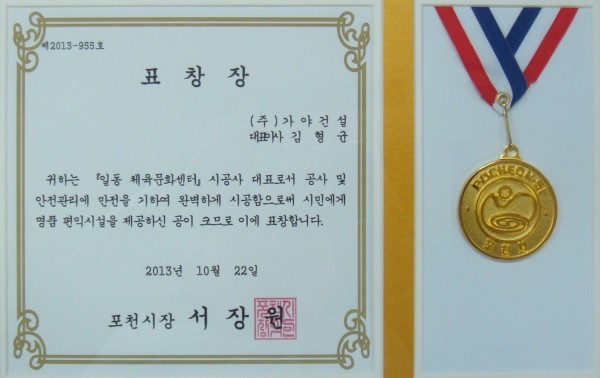 제2013-955호
표 창 장
(주)가야건설
대표이사 김 형 균
귀하는 『일동 체육문화센터』 시공사 대표로서 공사 및
안전관리에 만전을 기하여 완벽하게 시공함으로써 시민에게
명품 편익시설을 제공하신 공이 크므로 이에 표창합니다.
2013년 10월 22일
포천시장 서 장 원
POCHEON-SI
포천시